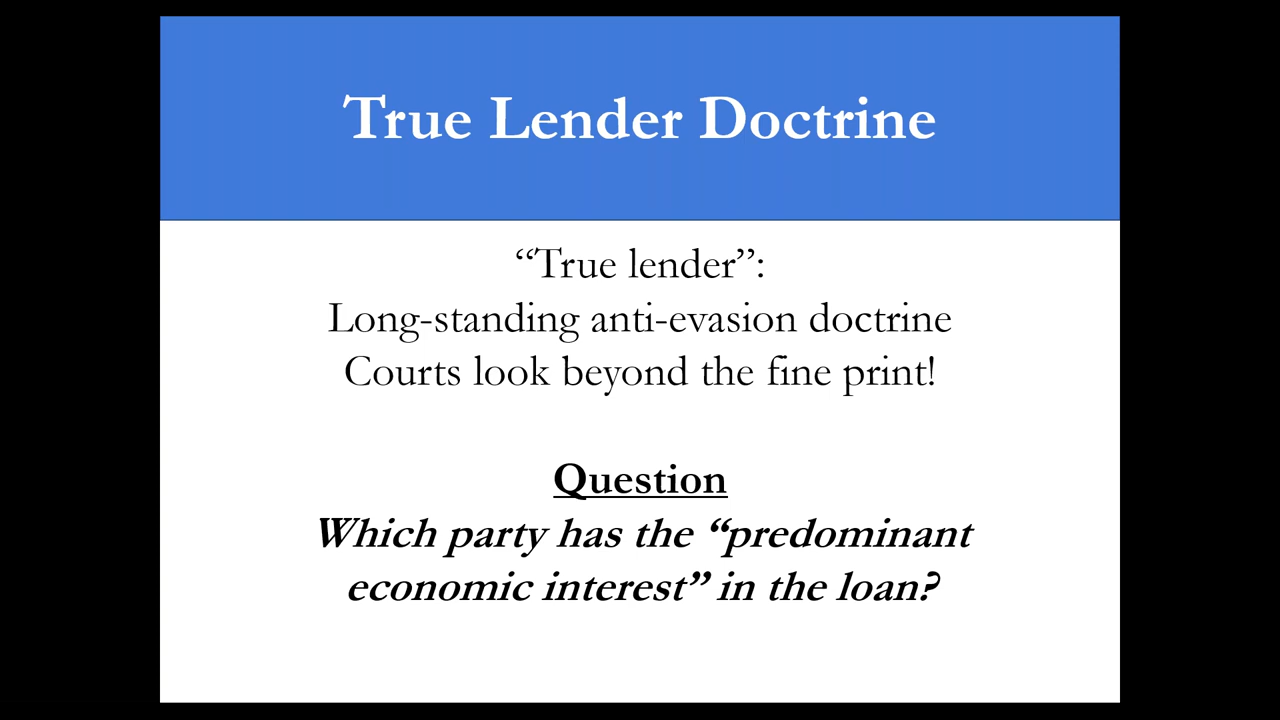 True Lender Doctrine
“True lender”:
Long-standing anti-evasion doctrine
Courts look beyond the fine print!
Question
Which party has the “predominant
economic interest” in the loan?